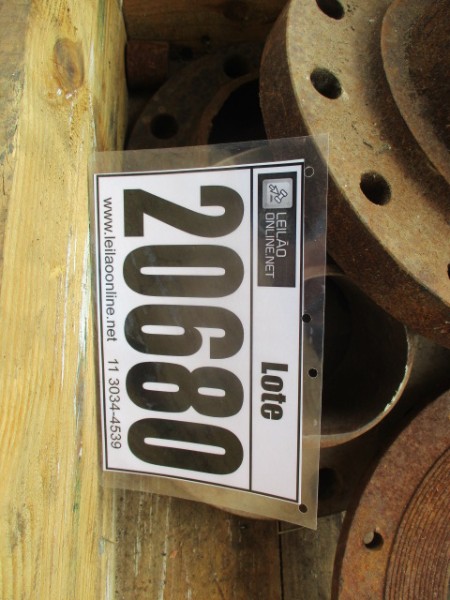 LEILÃO
ONLINE.NET
Lote
20680
www.leilaoonline.net 11 3034-4539